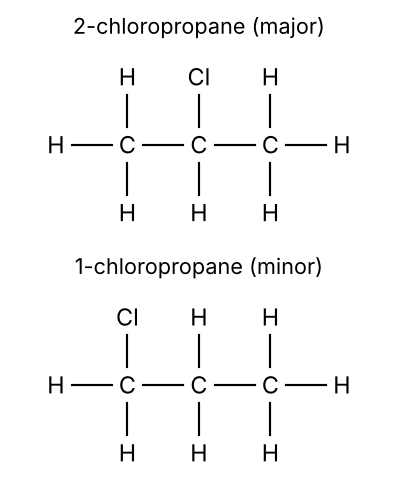 2-chloropropane (major)
H Cl H
H C C C H
H H H
1-chloropropane (minor)
Cl H H
H C C C H
H H H